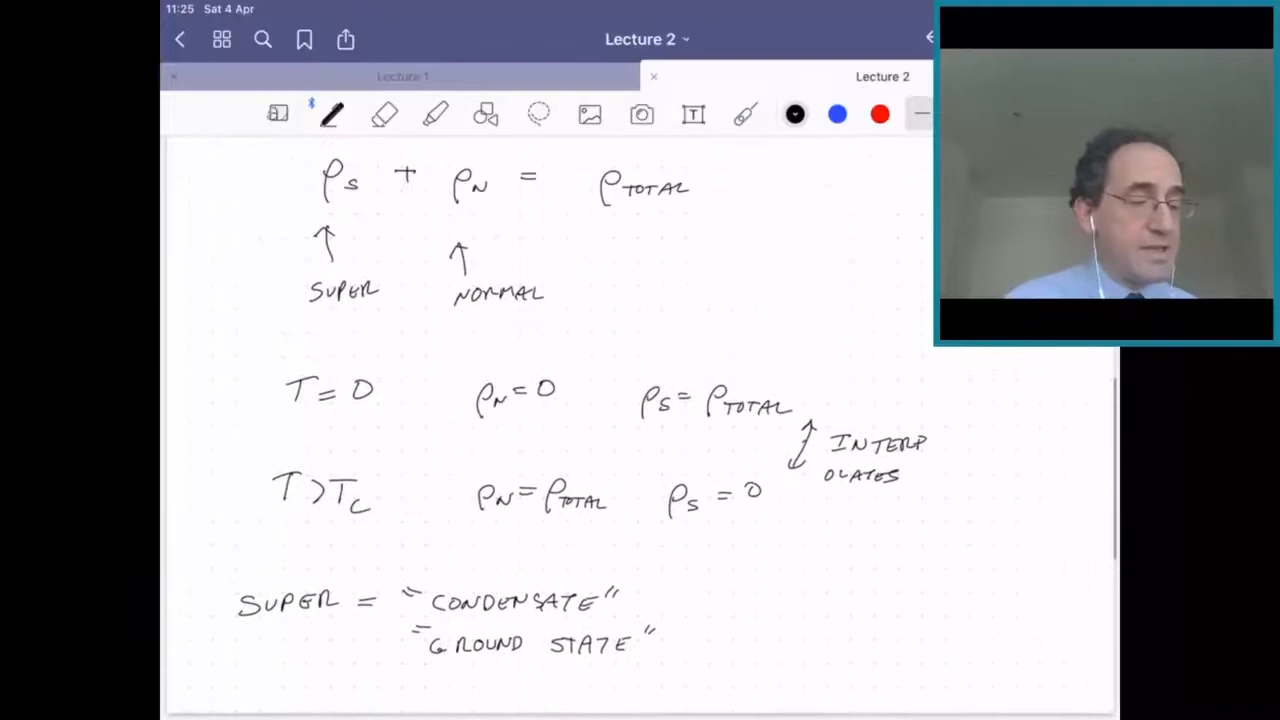 11:25 Sat 4 Apr
Lecture 2
Lecture 1
Lecture 2
T
ρS + ρN = ρTOTAL
SUPER
NORMAL
T = 0 ρN = 0 ρS = ρTOTAL
INTERP
OLATES
T > TC ρN = ρTOTAL ρS = 0
SUPER = "CONDENSATE"
"GROUND STATE"